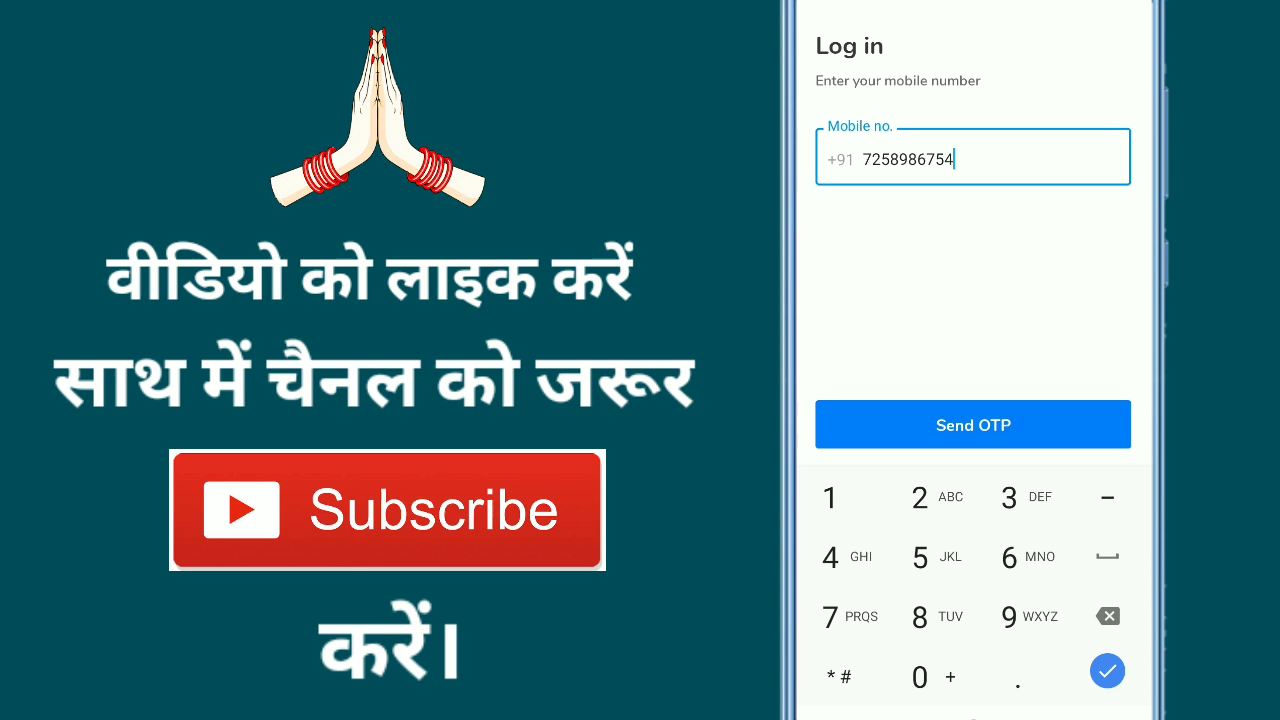 वीडियो को लाइक करें
साथ में चैनल को जरूर
Subscribe
करें।
Log in
Enter your mobile number
Mobile no.
+91 7258986754
Send OTP
1 2 ABC 3 DEF –
4 GHI 5 JKL 6 MNO
7 PRQS 8 TUV 9 WXYZ
* # 0 + .